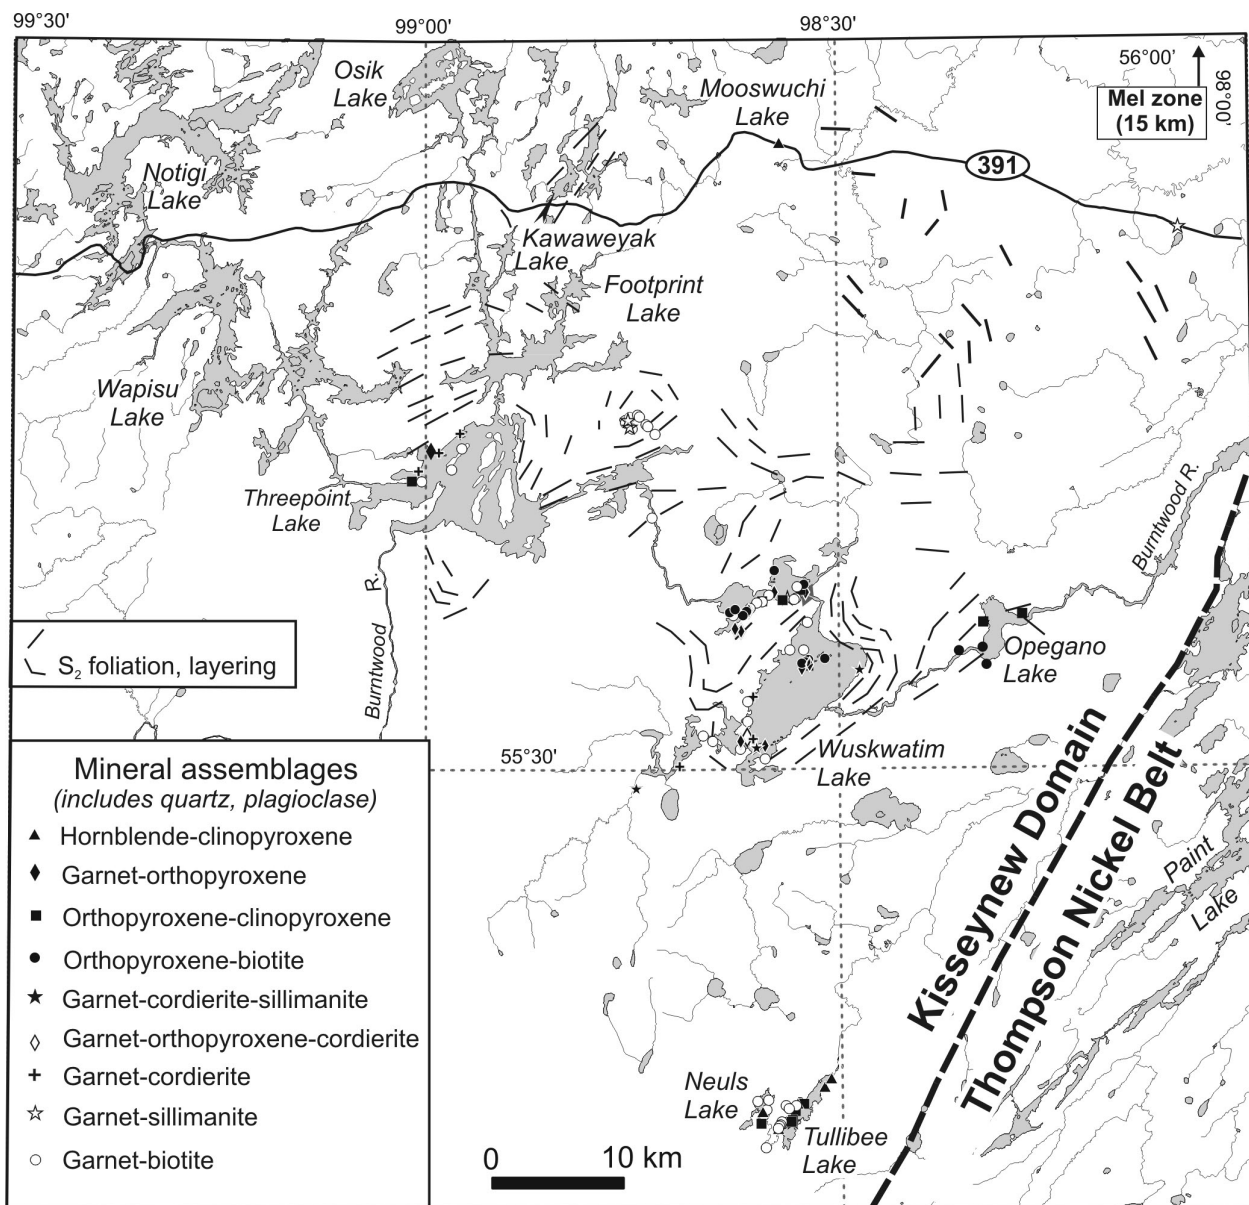 99°30'
99°00'
98°30'
56°00'
98°00'
Mel zone
(15 km)
Osik
Lake
Mooswuchi
Lake
391
Notigi
Lake
Kawaweyak
Lake
Footprint
Lake
Wapisu
Lake
Threepoint
Lake
Burntwood R.
Burntwood R.
S₂ foliation, layering
Opegano
Lake
Wuskwatim
Lake
55°30'
Kisseynew Domain
Thompson Nickel Belt
Paint
Lake
Mineral assemblages
(includes quartz, plagioclase)
Hornblende-clinopyroxene
Garnet-orthopyroxene
Orthopyroxene-clinopyroxene
Orthopyroxene-biotite
Garnet-cordierite-sillimanite
Garnet-orthopyroxene-cordierite
Garnet-cordierite
Garnet-sillimanite
Garnet-biotite
Neuls
Lake
Tullibee
Lake
0 10 km